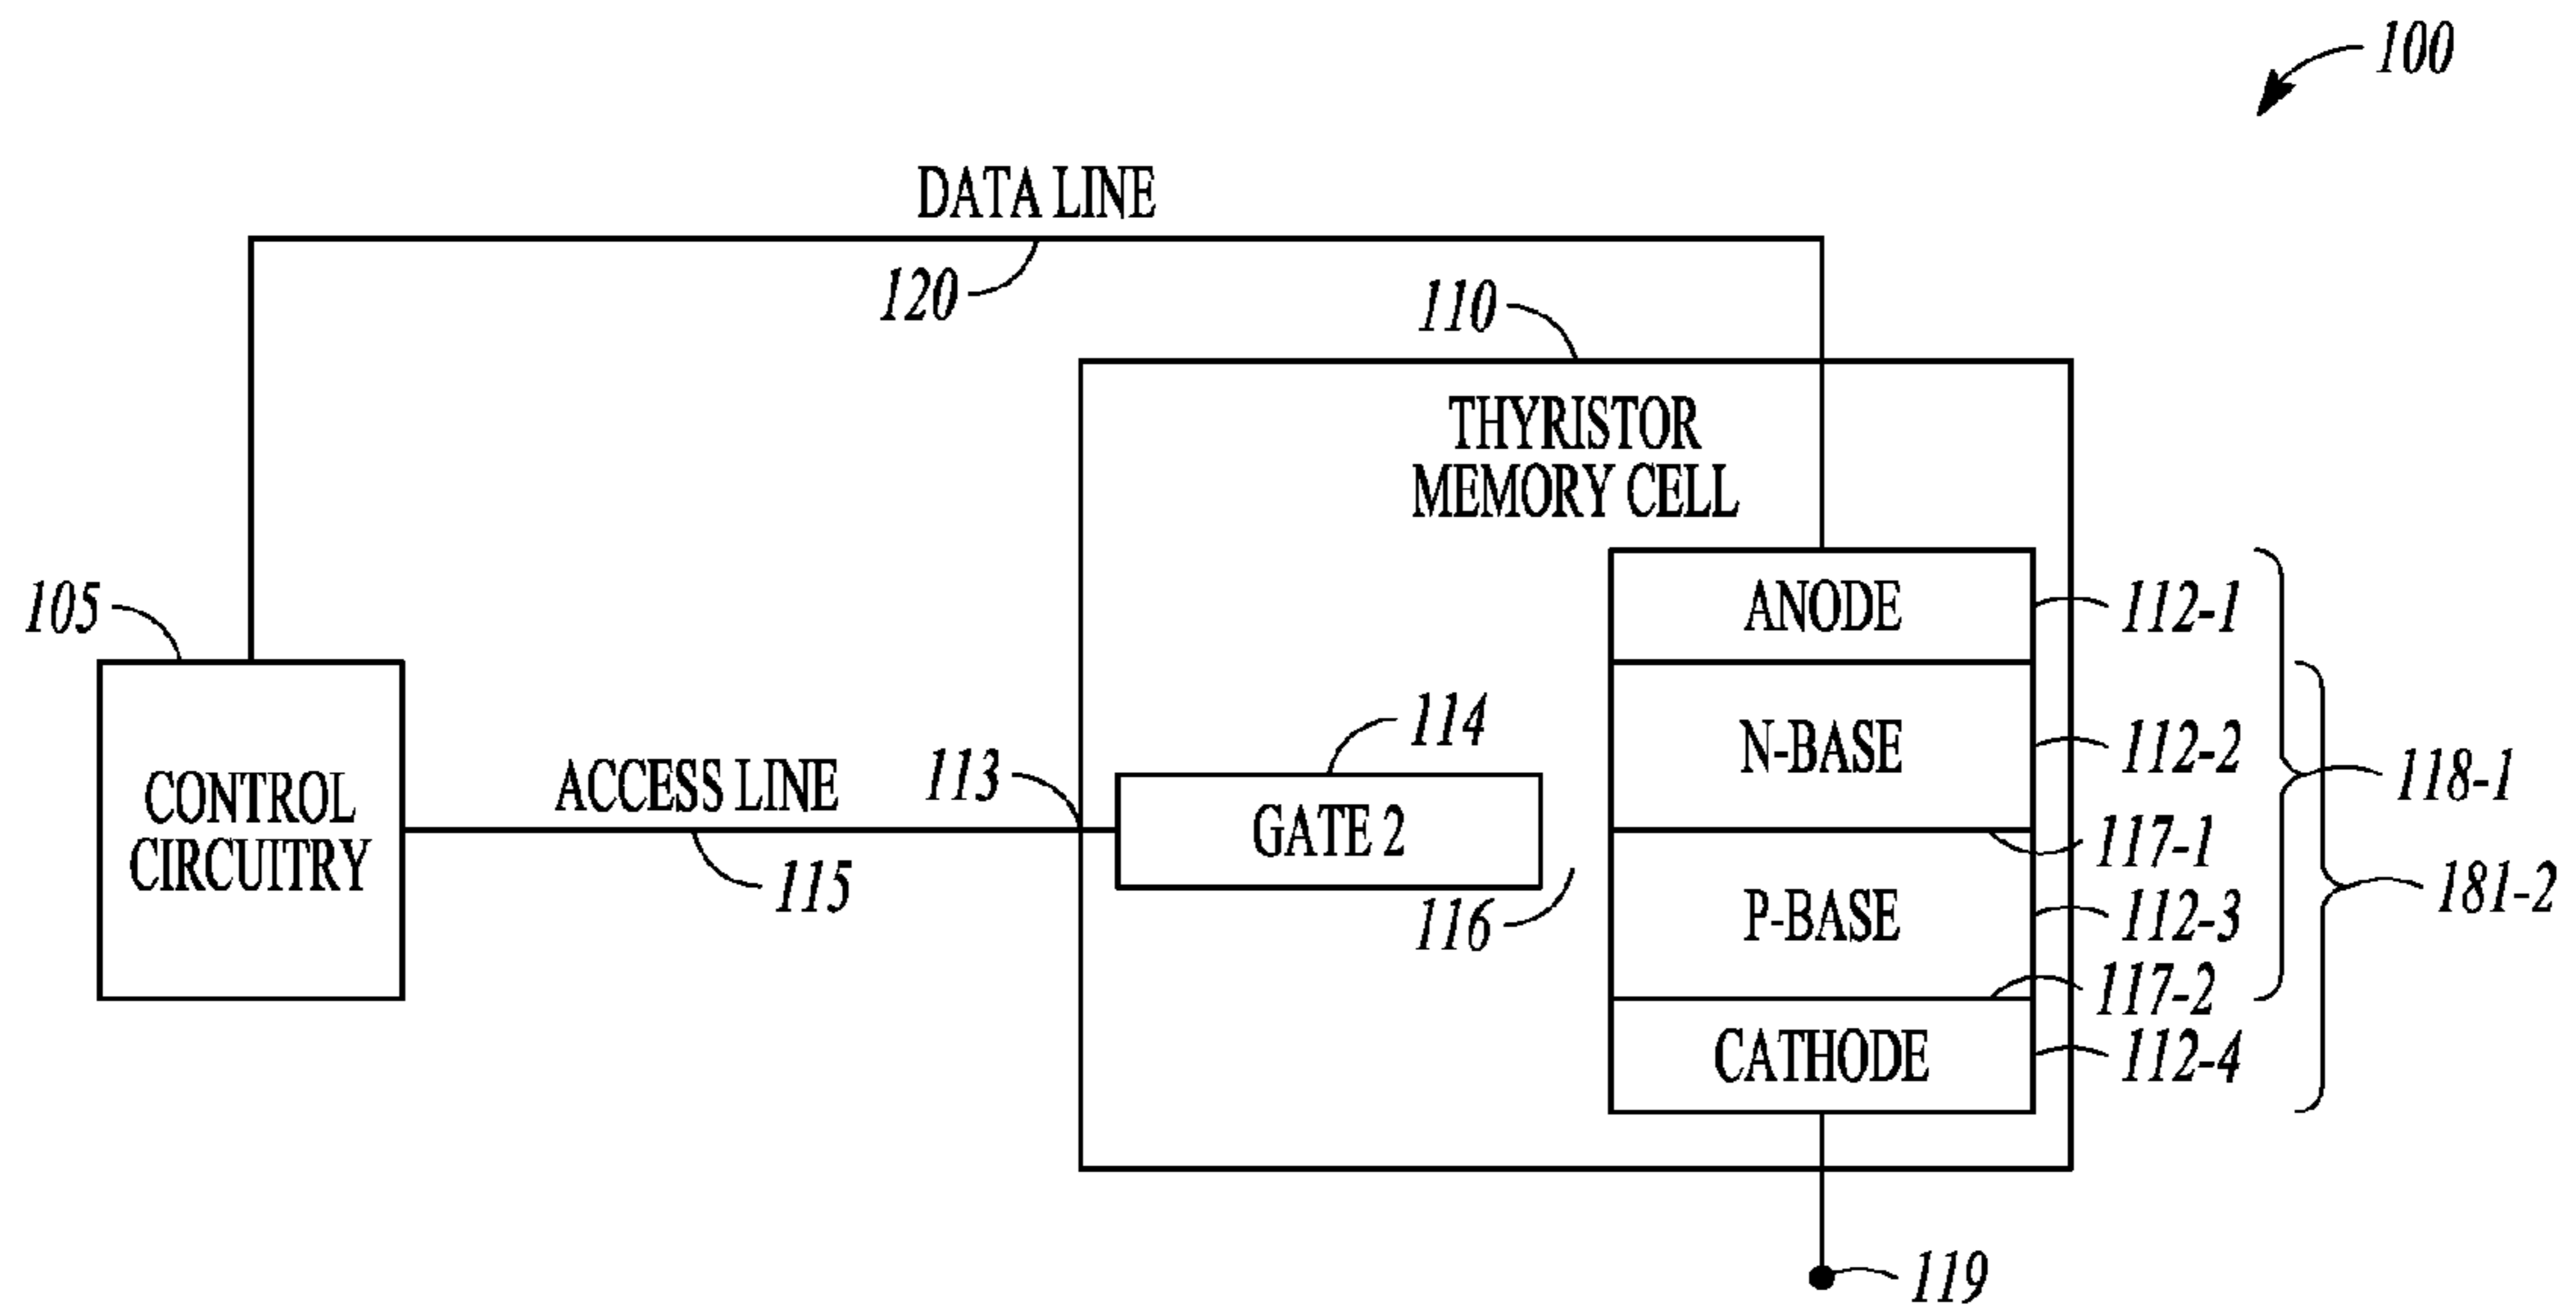 100
DATA LINE
120
110
THYRISTOR
MEMORY CELL
105
ANODE
112-1
114
N-BASE
112-2
118-1
CONTROL
CIRCUITRY
ACCESS LINE
113
115
GATE 2
116
117-1
P-BASE
112-3
181-2
117-2
CATHODE
112-4
119